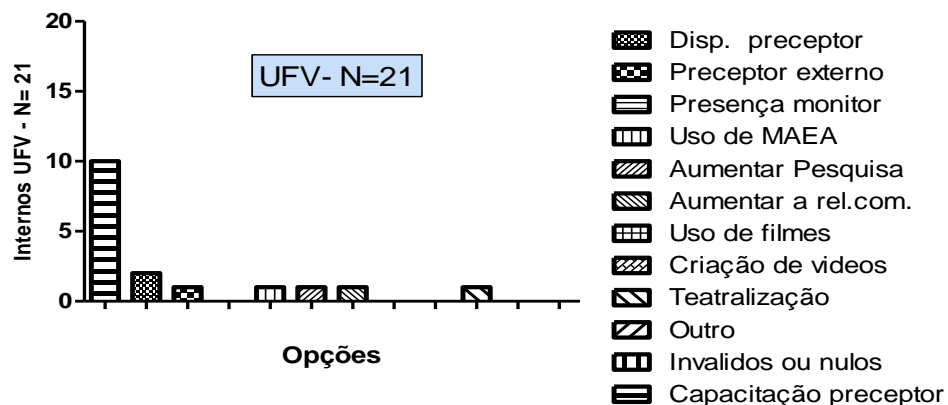 20
15
10
5
0
Internos UFV - N= 21
UFV- N=21
Opções
Disp. preceptor
Preceptor externo
Presença monitor
Uso de MAEA
Aumentar Pesquisa
Aumentar a rel.com.
Uso de filmes
Criação de videos
Teatralização
Outro
Invalidos ou nulos
Capacitação preceptor